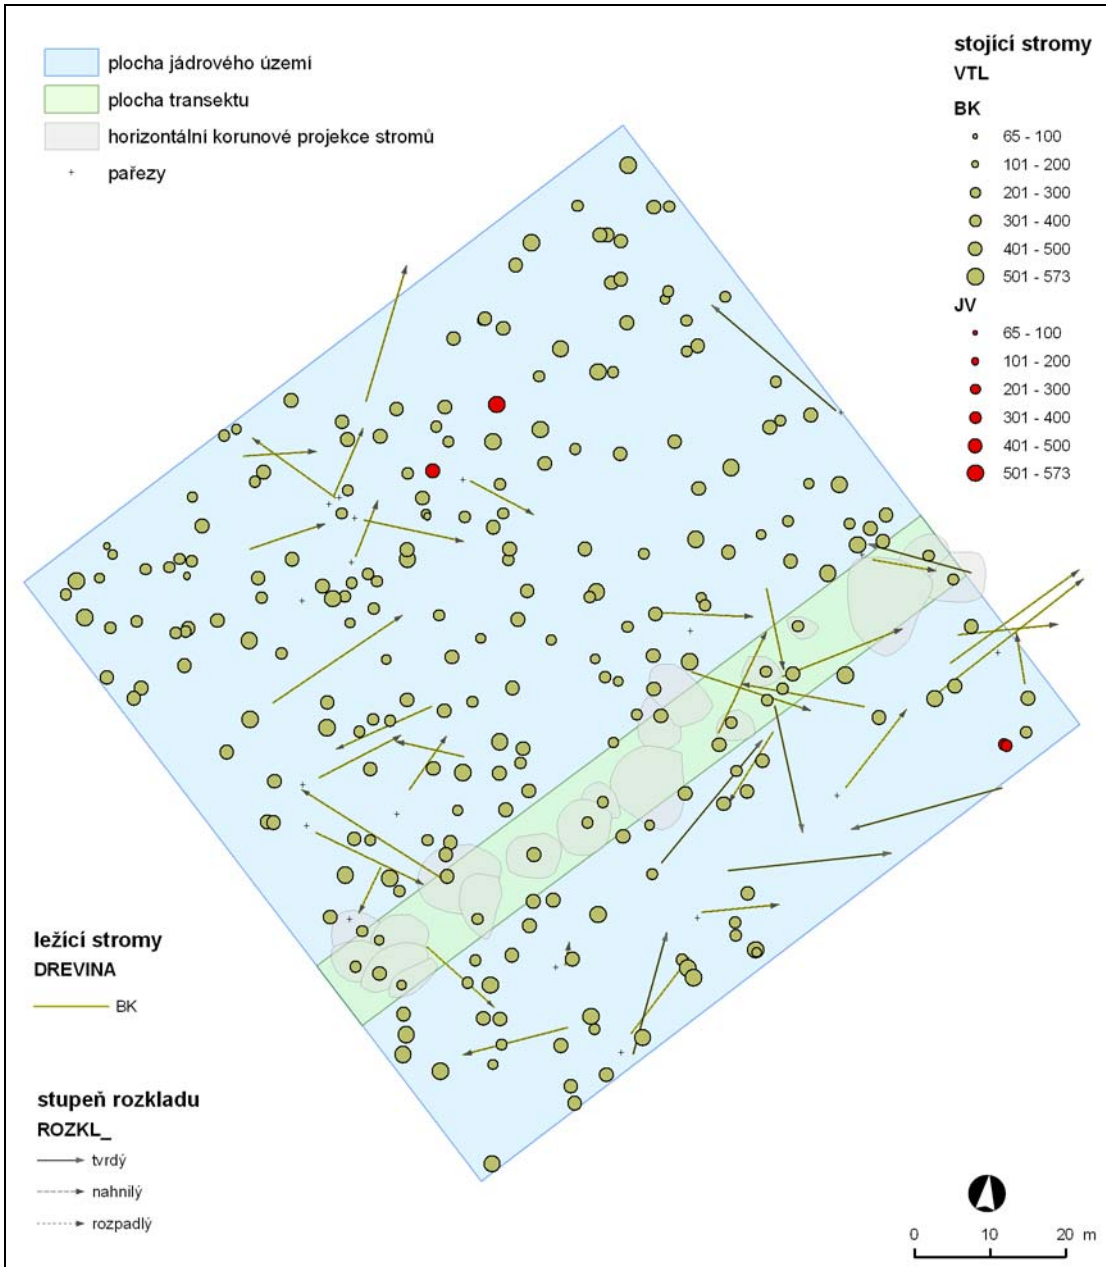 plocha jádrového území
plocha transektu
horizontální korunové projekce stromů
pařezy
stojící stromy
VTL
BK
65 - 100
101 - 200
201 - 300
301 - 400
401 - 500
501 - 573
JV
65 - 100
101 - 200
201 - 300
301 - 400
401 - 500
501 - 573
ležící stromy
DREVINA
BK
stupeň rozkladu
ROZKL_
tvrdý
nahnilý
rozpadlý
0 10 20 m